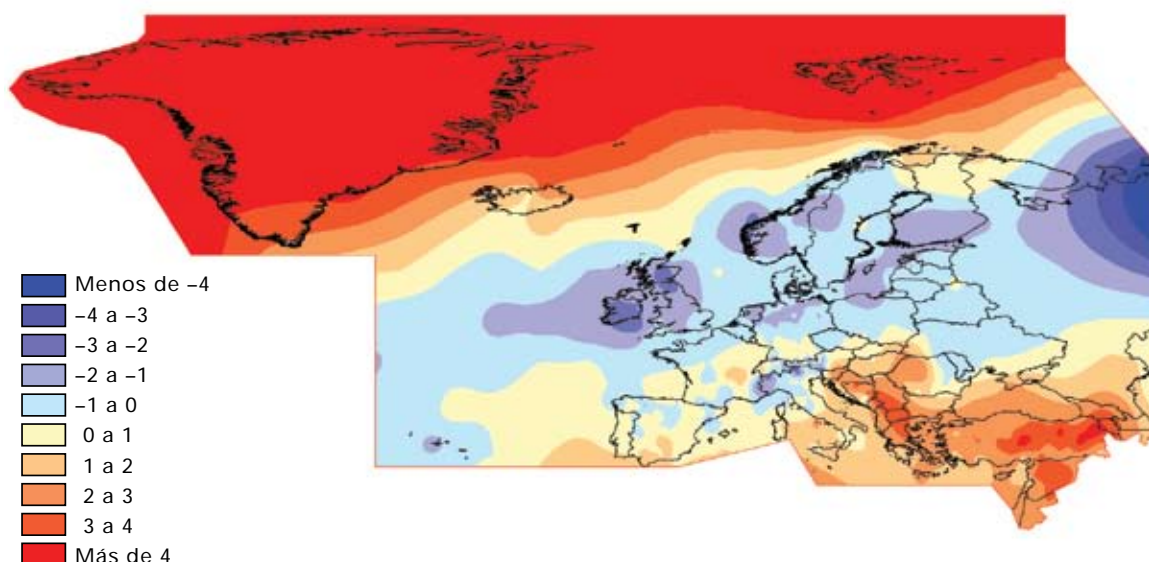 Menos de –4
–4 a –3
–3 a –2
–2 a –1
–1 a 0
0 a 1
1 a 2
2 a 3
3 a 4
Más de 4